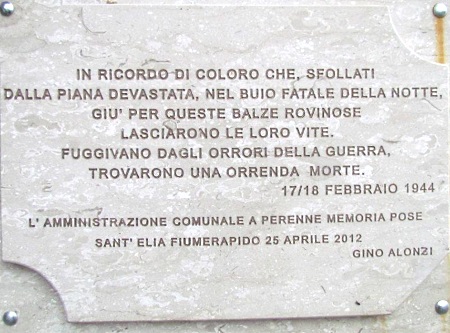 IN RICORDO DI COLORO CHE, SFOLLATI
DALLA PIANA DEVASTATA, NEL BUIO FATALE DELLA NOTTE,
GIU' PER QUESTE BALZE ROVINOSE
LASCIARONO LE LORO VITE.
FUGGIVANO DAGLI ORRORI DELLA GUERRA,
TROVARONO UNA ORRENDA MORTE.
17/18 FEBBRAIO 1944
L' AMMINISTRAZIONE COMUNALE A PERENNE MEMORIA POSE
SANT' ELIA FIUMERAPIDO 25 APRILE 2012
GINO ALONZI